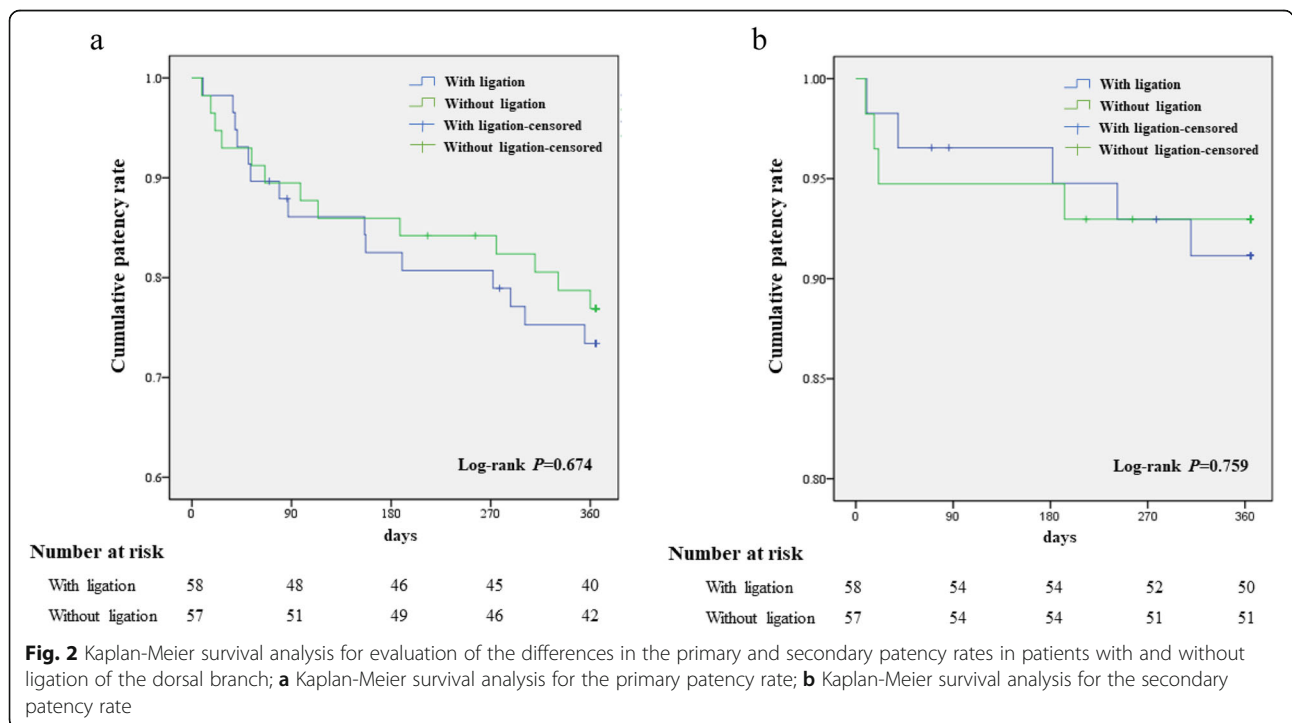 a
Cumulative patency rate
1.0
0.9
0.8
0.7
0.6
With ligation
Without ligation
With ligation-censored
Without ligation-censored
Log-rank P=0.674
0 90 180 270 360
days
Number at risk
With ligation 58 48 46 45 40
Without ligation 57 51 49 46 42
b
Cumulative patency rate
1.00
0.95
0.90
0.85
0.80
With ligation
Without ligation
With ligation-censored
Without ligation-censored
Log-rank P=0.759
0 90 180 270 360
days
Number at risk
With ligation 58 54 54 52 50
Without ligation 57 54 54 51 51
Fig. 2 Kaplan-Meier survival analysis for evaluation of the differences in the primary and secondary patency rates in patients with and without
ligation of the dorsal branch; a Kaplan-Meier survival analysis for the primary patency rate; b Kaplan-Meier survival analysis for the secondary
patency rate